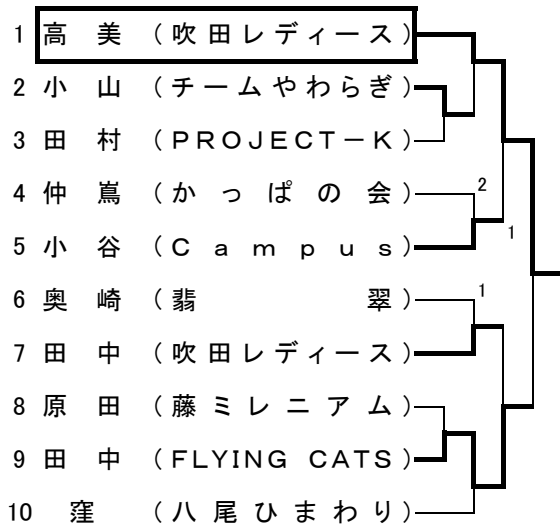 1 高 美 (吹田レディース)
2 小 山 (チームやわらぎ)
3 田 村 (PROJECT－K)
4 仲 嶌 (かっぱの会) 2
5 小 谷 (Campus) 1
6 奥 崎 (翡 翠) 1
7 田 中 (吹田レディース)
8 原 田 (藤ミレニアム)
9 田 中 (FLYING CATS)
10 窪 (八尾ひまわり)